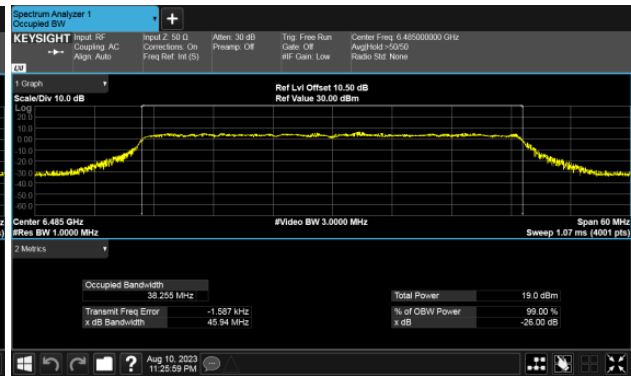 Spectrum Analyzer 1
Occupied BW
+
KEYSIGHT
Input: RF
Coupling: AC
Align: Auto
Input Z: 50 Ω
Corrections: On
Freq Ref: Int (S)
Atten: 30 dB
Preamp: Off
Trig: Free Run
Gate: Off
#IF Gain: Low
Center Freq: 6.485000000 GHz
Avg|Hold:>50/50
Radio Std: None
LXI
1 Graph
Scale/Div 10.0 dB
Ref Lvl Offset 10.50 dB
Ref Value 30.00 dBm
Log
20.0
10.0
0.00
-10.0
-20.0
-30.0
-40.0
-50.0
-60.0
Center 6.485 GHz
#Res BW 1.0000 MHz
#Video BW 3.0000 MHz
Span 60 MHz
Sweep 1.07 ms (4001 pts)
2 Metrics
Occupied Bandwidth
38.255 MHz
Transmit Freq Error -1.587 kHz
x dB Bandwidth 45.94 MHz
Total Power 19.0 dBm
% of OBW Power 99.00 %
x dB -26.00 dB
?
Aug 10, 2023
11:25:59 PM